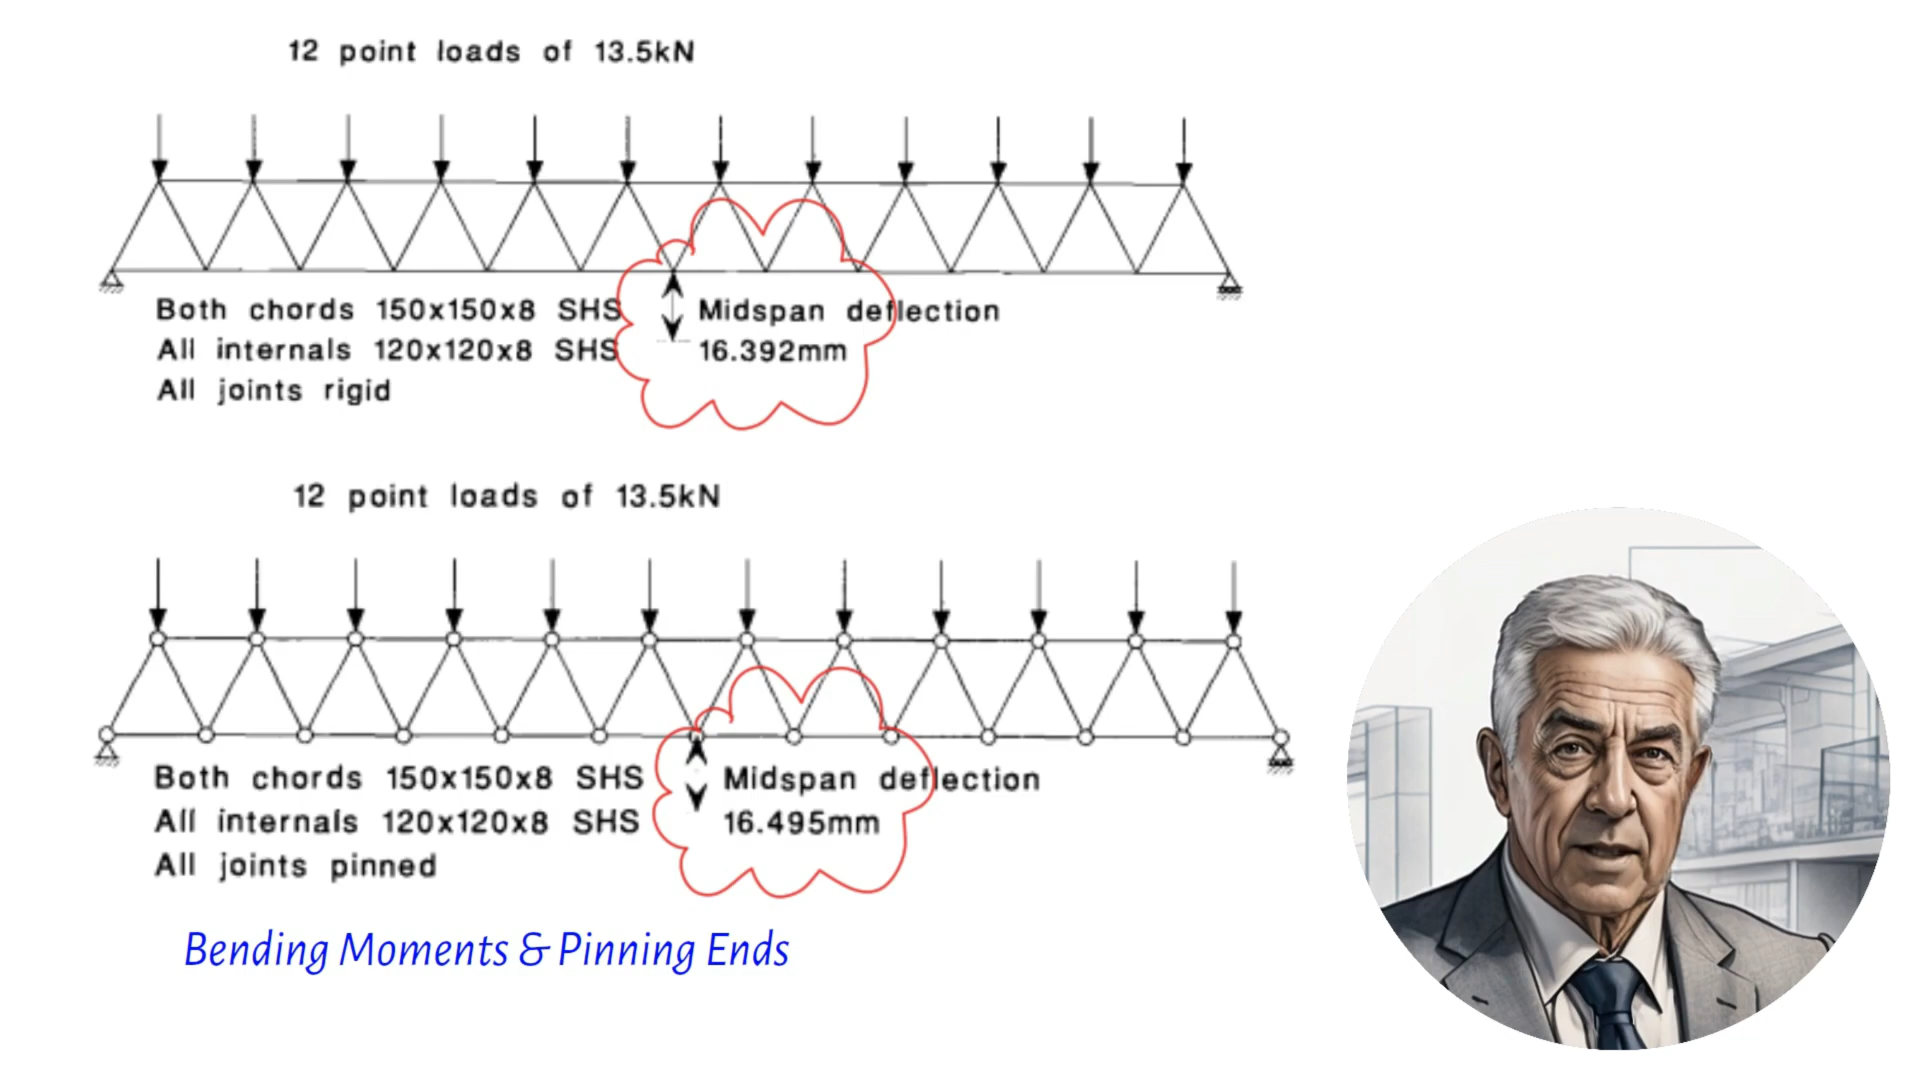 12 point loads of 13.5kN
Both chords 150x150x8 SHS
All internals 120x120x8 SHS
All joints rigid
Midspan deflection
16.392mm
12 point loads of 13.5kN
Both chords 150x150x8 SHS
All internals 120x120x8 SHS
All joints pinned
Midspan deflection
16.495mm
Bending Moments & Pinning Ends